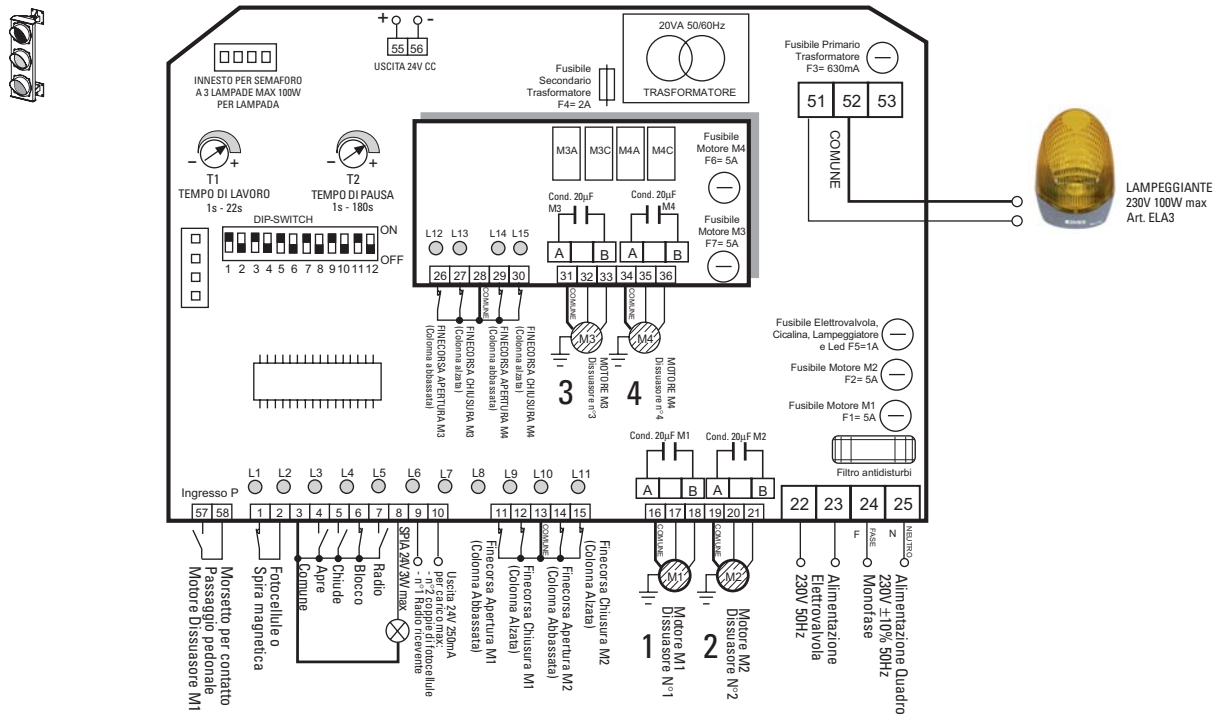 + -
55 56
USCITA 24V CC
INNESTO PER SEMAFORO
A 3 LAMPADE MAX 100W
PER LAMPADA
20VA 50/60Hz
TRASFORMATORE
Fusibile
Secondario
Trasformatore
F4= 2A
Fusibile Primario
Trasformatore
F3= 630mA
51 52 53
COMUNE
LAMPEGGIANTE
230V 100W max
Art. ELA3
- +
T1
TEMPO DI LAVORO
1s - 22s
- +
T2
TEMPO DI PAUSA
1s - 180s
DIP-SWITCH
ON
OFF
1 2 3 4 5 6 7 8 9 10 11 12
M3A M3C M4A M4C
Fusibile
Motore M4
F6= 5A
Fusibile
Motore M3
F7= 5A
Cond. 20µF
M3
Cond. 20µF
M4
A B A B
L12 L13 L14 L15
26 27 28 29 30
31 32 33 34 35 36
COMUNE
COMUNE
COMUNE
FINECORSA APERTURA M3
(Colonna abbassata)
FINECORSA CHIUSURA M3
(Colonna alzata)
FINECORSA APERTURA M4
(Colonna abbassata)
FINECORSA CHIUSURA M4
(Colonna alzata)
M3
M4
3
MOTORE M3
Dissuasore n°3
4
MOTORE M4
Dissuasore n°4
Fusibile Elettrovalvola,
Cicalina, Lampeggiatore
e Led F5=1A
Fusibile Motore M2
F2= 5A
Fusibile Motore M1
F1= 5A
Filtro antidisturbi
Cond. 20µF M1
Cond. 20µF M2
A B A B
L1 L2 L3 L4 L5 L6 L7 L8 L9 L10 L11
Ingresso P
57 58
1 2 3 4 5 6 7 8 9 10
11 12 13 14 15
16 17 18 19 20 21
22 23 24 25
Morsetto per contatto
Passaggio pedonale
Motore Dissuasore M1
Fotocellule o
Spira magnetica
Comune
Apre
Chiude
Blocco
Radio
SPIA 24V 3W max
Uscita 24V 250mA
per carico max:
- n°2 copie di fotocellule
- n°1 Radio ricevente
COMUNE
Finecorsa Apertura M1
(Colonna Abbassata)
Finecorsa Chiusura M1
(Colonna Alzata)
Finecorsa Apertura M2
(Colonna Abbassata)
Finecorsa Chiusura M2
(Colonna Alzata)
COMUNE
COMUNE
M1
M2
1
Motore M1
Dissuasore N°1
2
Motore M2
Dissuasore N°2
Alimentazione
Elettrovalvola
230V 50Hz
F FASE
N NEUTRO
Alimentazione Quadro
230V ±10% 50Hz
Monofase